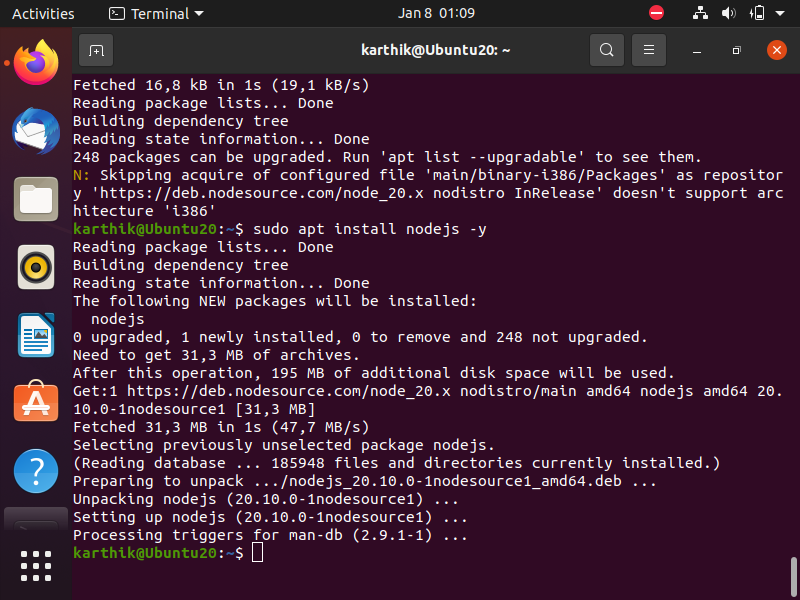 Activities
Terminal
Jan 8 01:09
karthik@Ubuntu20: ~
Fetched 16,8 kB in 1s (19,1 kB/s)
Reading package lists... Done
Building dependency tree
Reading state information... Done
248 packages can be upgraded. Run 'apt list --upgradable' to see them.
N: Skipping acquire of configured file 'main/binary-i386/Packages' as repositor
y 'https://deb.nodesource.com/node_20.x nodistro InRelease' doesn't support arc
hitecture 'i386'
karthik@Ubuntu20:~$ sudo apt install nodejs -y
Reading package lists... Done
Building dependency tree
Reading state information... Done
The following NEW packages will be installed:
  nodejs
0 upgraded, 1 newly installed, 0 to remove and 248 not upgraded.
Need to get 31,3 MB of archives.
After this operation, 195 MB of additional disk space will be used.
Get:1 https://deb.nodesource.com/node_20.x nodistro/main amd64 nodejs amd64 20.
10.0-1nodesource1 [31,3 MB]
Fetched 31,3 MB in 1s (47,7 MB/s)
Selecting previously unselected package nodejs.
(Reading database ... 185948 files and directories currently installed.)
Preparing to unpack .../nodejs_20.10.0-1nodesource1_amd64.deb ...
Unpacking nodejs (20.10.0-1nodesource1) ...
Setting up nodejs (20.10.0-1nodesource1) ...
Processing triggers for man-db (2.9.1-1) ...
karthik@Ubuntu20:~$